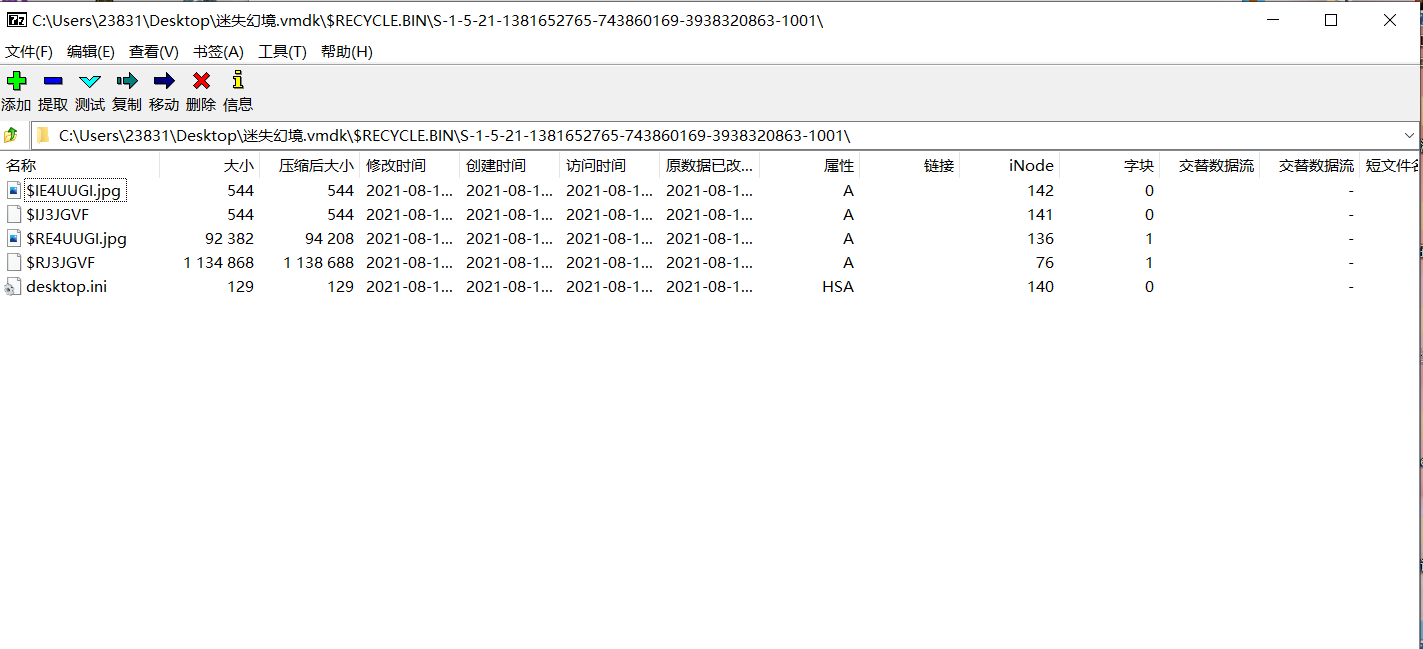 C:\Users\23831\Desktop\迷失幻境.vmdk\$RECYCLE.BIN\S-1-5-21-1381652765-743860169-3938320863-1001\
文件(F) 编辑(E) 查看(V) 书签(A) 工具(T) 帮助(H)
添加 提取 测试 复制 移动 删除 信息
C:\Users\23831\Desktop\迷失幻境.vmdk\$RECYCLE.BIN\S-1-5-21-1381652765-743860169-3938320863-1001\
名称 大小 压缩后大小 修改时间 创建时间 访问时间 原数据已改... 属性 链接 iNode 字块 交替数据流 交替数据流 短文件名
$IE4UUGI.jpg 544 544 2021-08-1... 2021-08-1... 2021-08-1... 2021-08-1... A 142 0 -
$IJ3JGVF 544 544 2021-08-1... 2021-08-1... 2021-08-1... 2021-08-1... A 141 0 -
$RE4UUGI.jpg 92 382 94 208 2021-08-1... 2021-08-1... 2021-08-1... 2021-08-1... A 136 1 -
$RJ3JGVF 1 134 868 1 138 688 2021-08-1... 2021-08-1... 2021-08-1... 2021-08-1... A 76 1 -
desktop.ini 129 129 2021-08-1... 2021-08-1... 2021-08-1... 2021-08-1... HSA 140 0 -